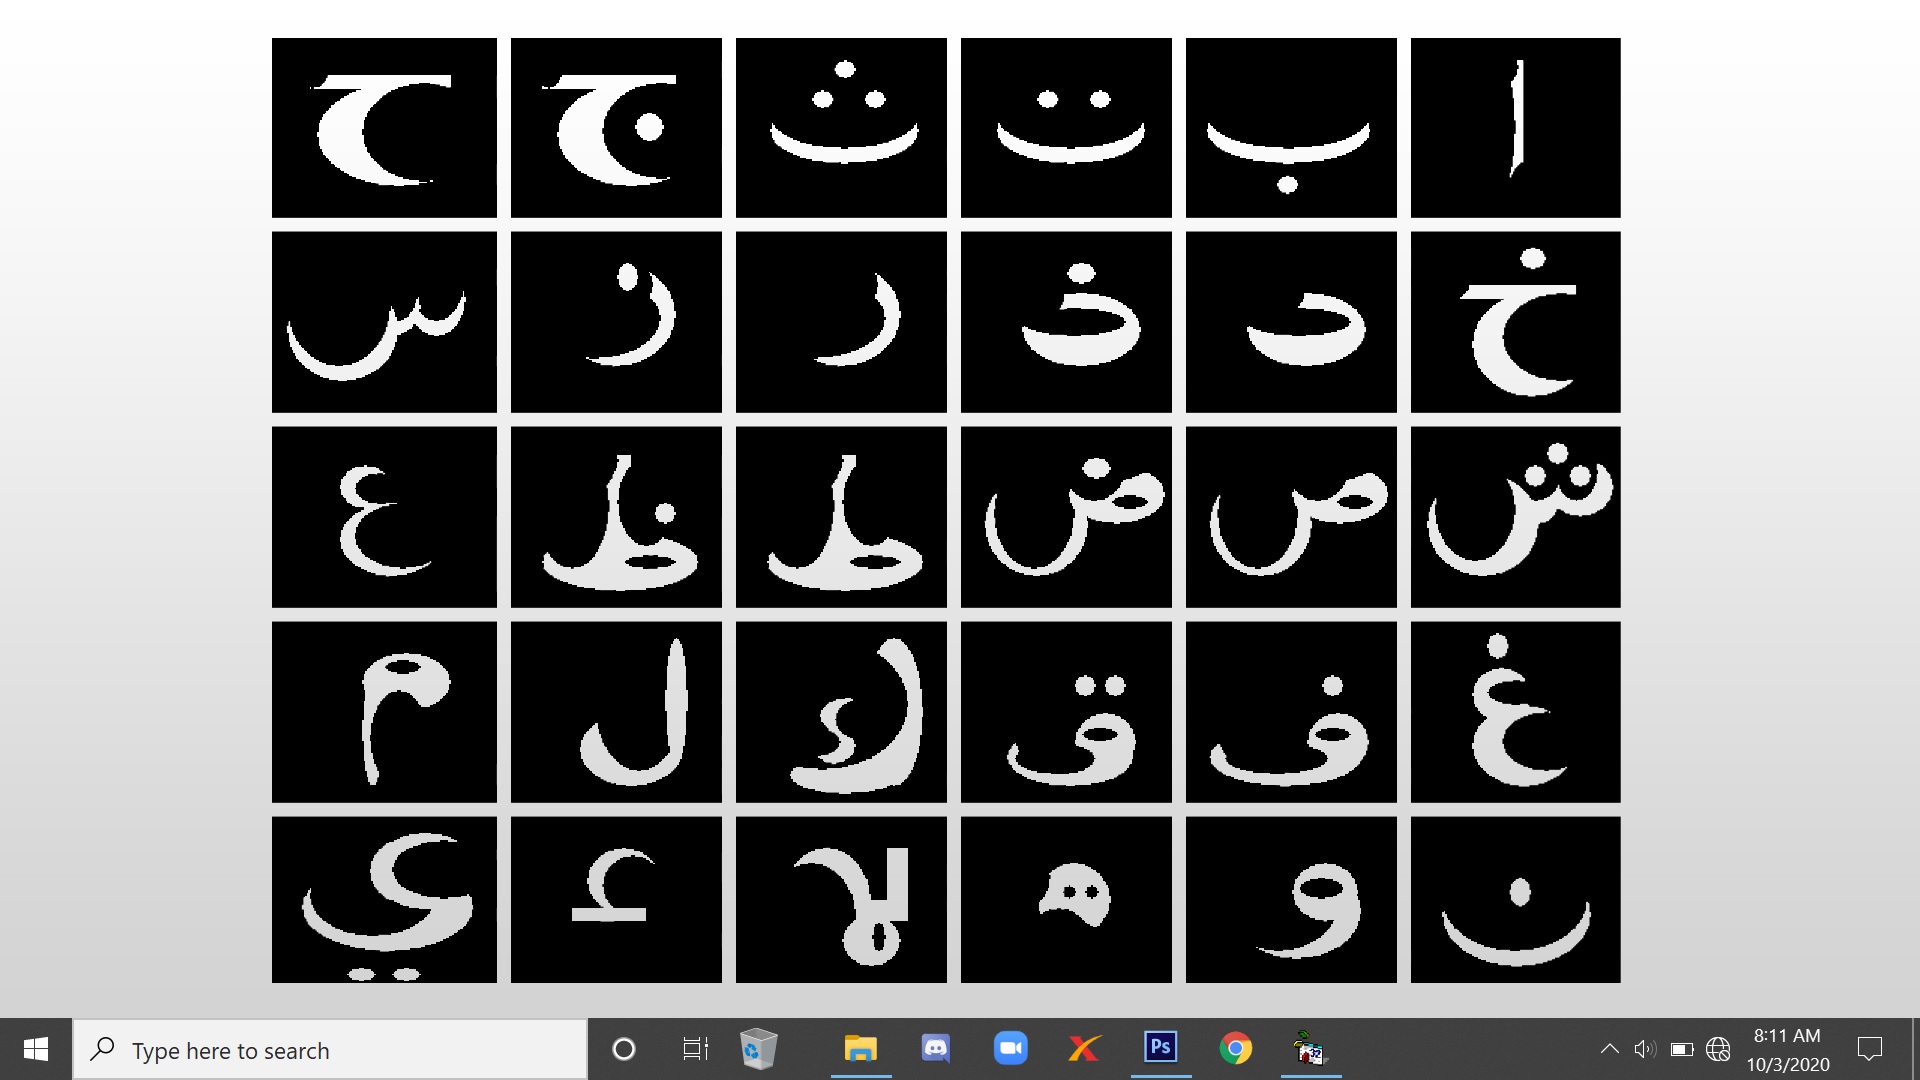 ا ب ت ث ج ح
خ د ذ ر ز س
ش ص ض ط ظ ع
غ ف ق ك ل م
ن و ه لا ء ي
Type here to search
Ps
8:11 AM
10/3/2020